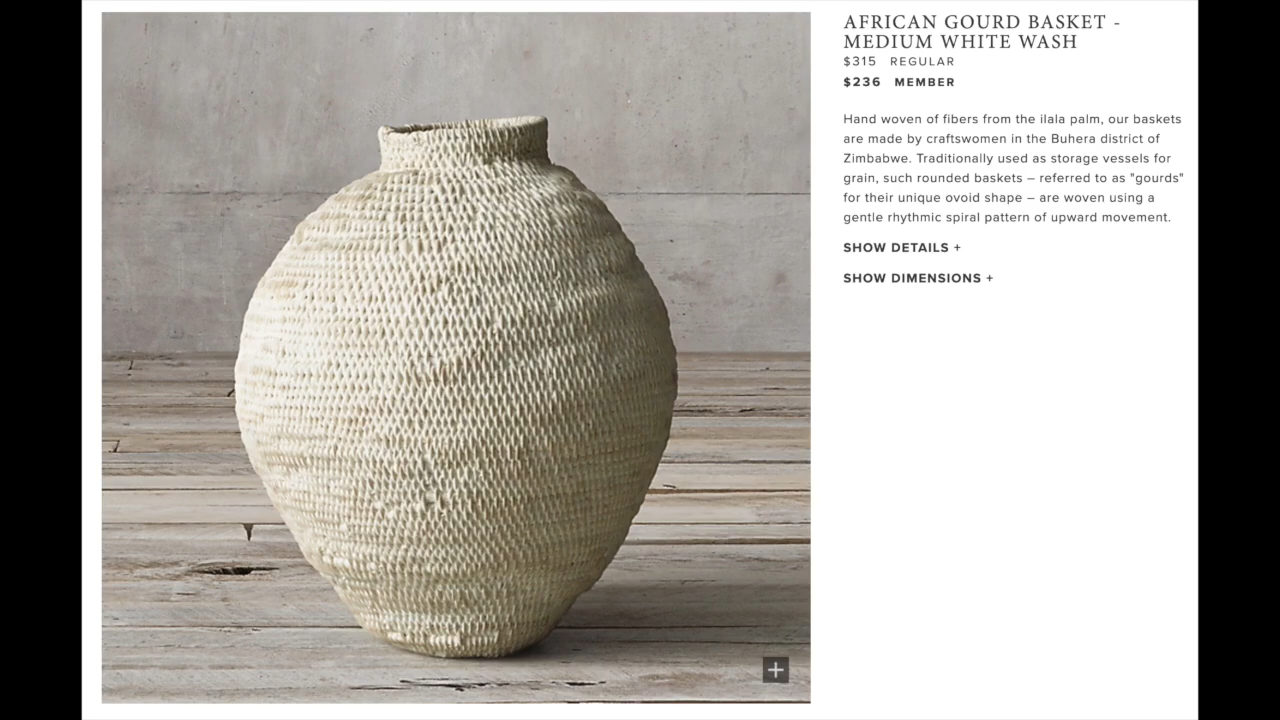 AFRICAN GOURD BASKET -
MEDIUM WHITE WASH
$315 REGULAR
$236 MEMBER
Hand woven of fibers from the ilala palm, our baskets
are made by craftswomen in the Buhera district of
Zimbabwe. Traditionally used as storage vessels for
grain, such rounded baskets – referred to as "gourds"
for their unique ovoid shape – are woven using a
gentle rhythmic spiral pattern of upward movement.
SHOW DETAILS +
SHOW DIMENSIONS +